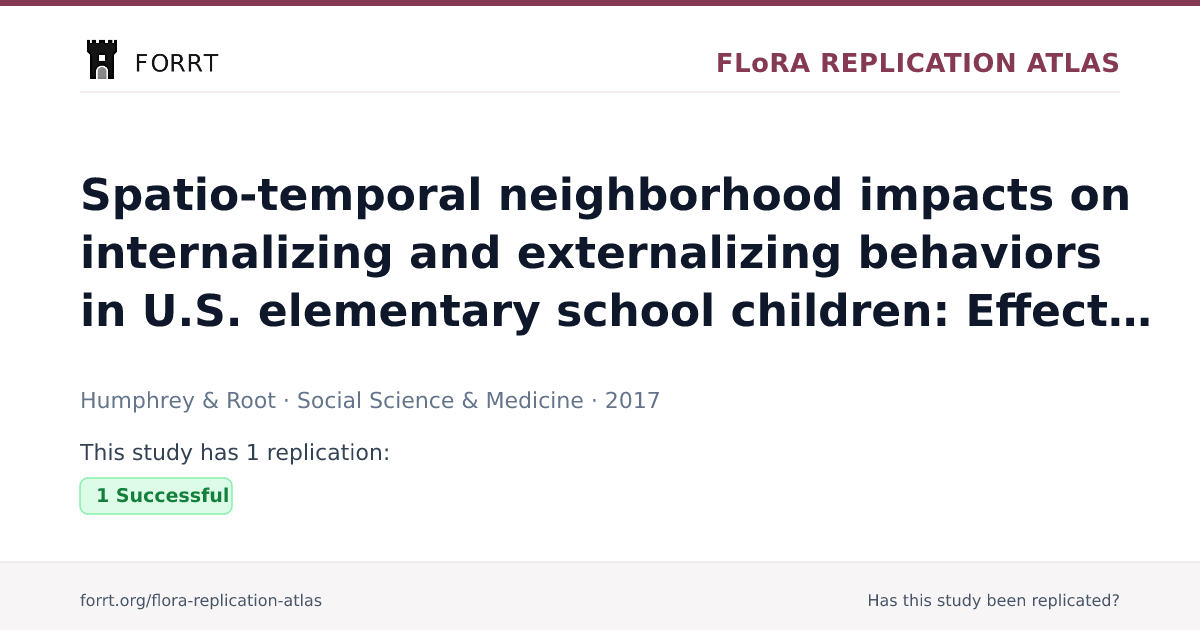 FORRT
FLoRA REPLICATION ATLAS
Spatio-temporal neighborhood impacts on
internalizing and externalizing behaviors
in U.S. elementary school children: Effect…
Humphrey & Root · Social Science & Medicine · 2017
This study has 1 replication:
1 Successful
forrt.org/flora-replication-atlas
Has this study been replicated?